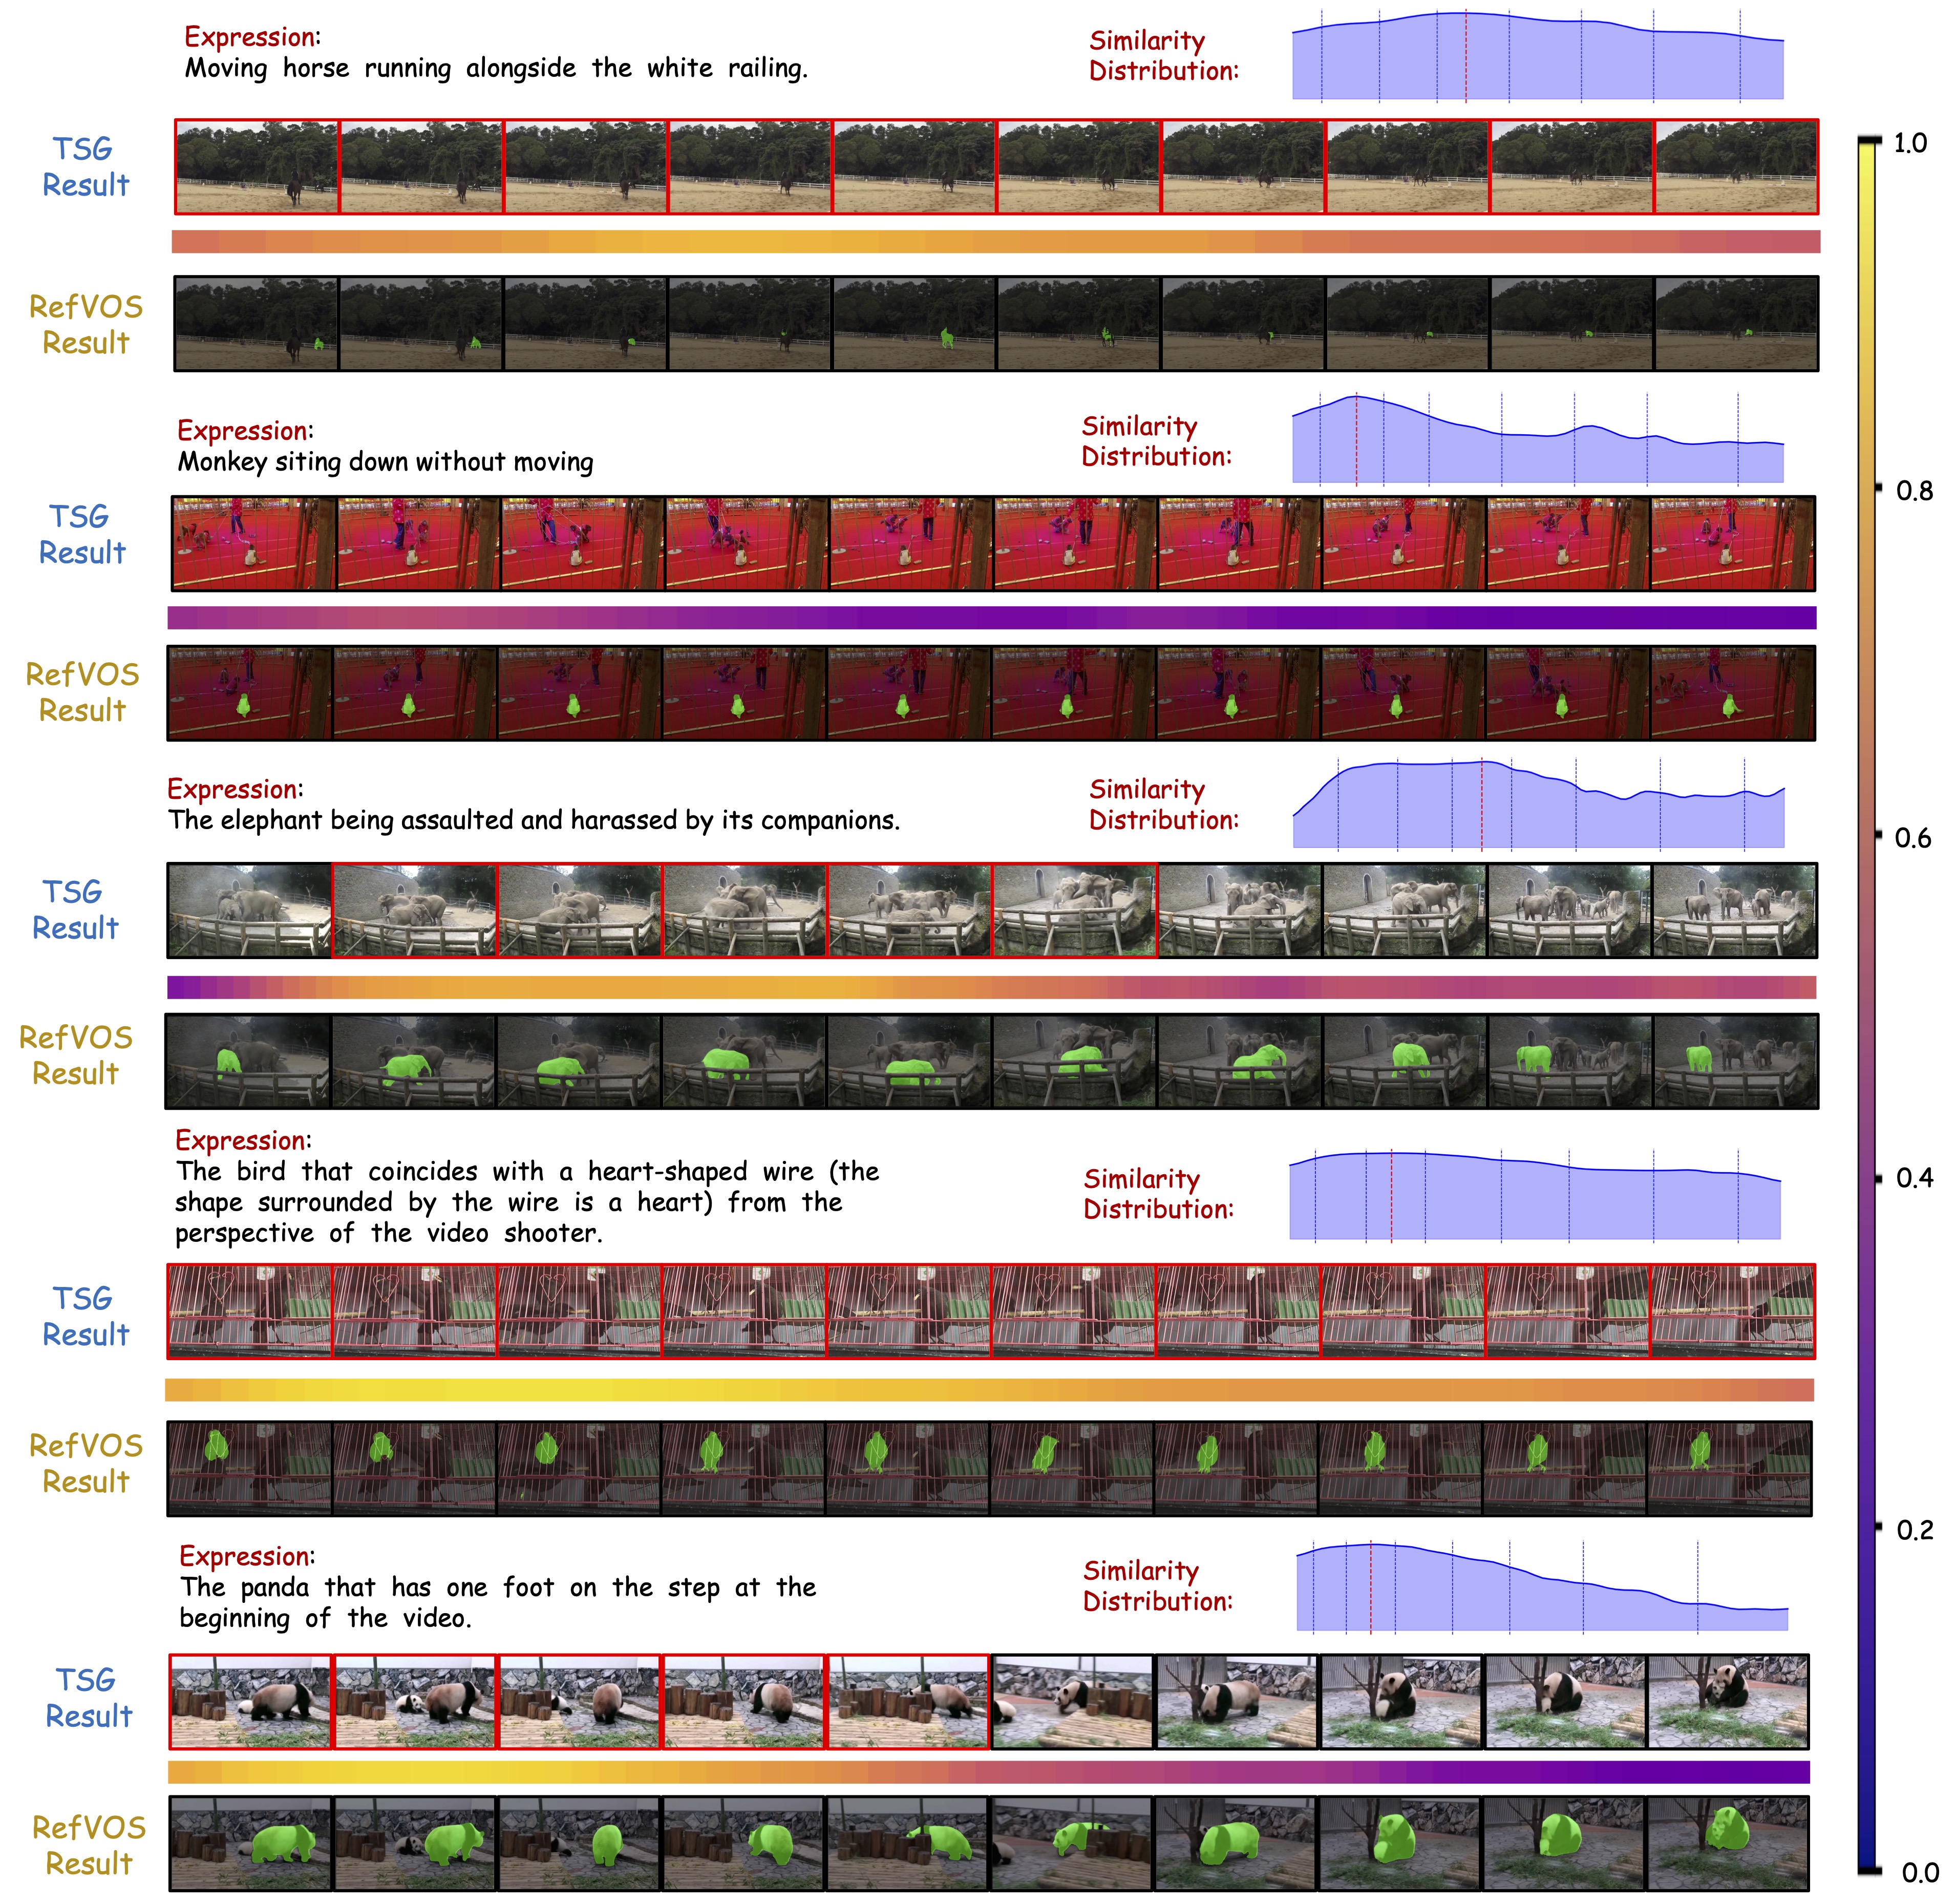 Expression:
Moving horse running alongside the white railing.
Similarity
Distribution:
TSG
Result
RefVOS
Result
Expression:
Monkey siting down without moving
Similarity
Distribution:
TSG
Result
RefVOS
Result
Expression:
The elephant being assaulted and harassed by its companions.
Similarity
Distribution:
TSG
Result
RefVOS
Result
Expression:
The bird that coincides with a heart-shaped wire (the
shape surrounded by the wire is a heart) from the
perspective of the video shooter.
Similarity
Distribution:
TSG
Result
RefVOS
Result
Expression:
The panda that has one foot on the step at the
beginning of the video.
Similarity
Distribution:
TSG
Result
RefVOS
Result
1.0
0.8
0.6
0.4
0.2
0.0